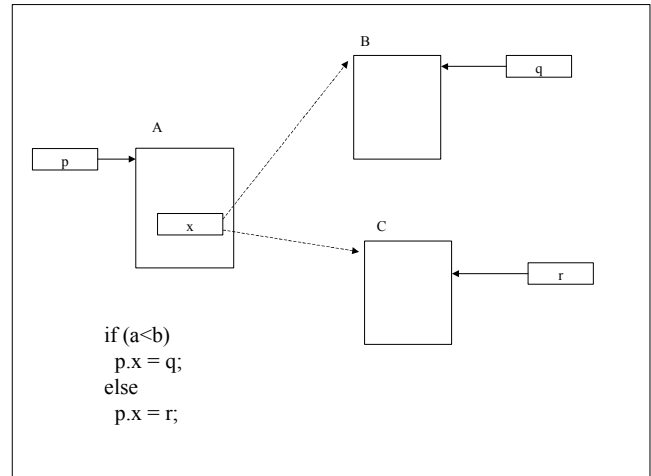 B
q
A
p
x
C
r
if (a<b)
p.x = q;
else
p.x = r;